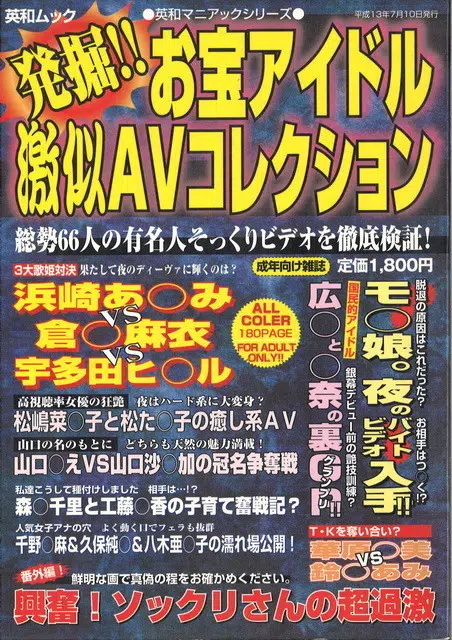 英和ムック
●英和マニアックシリーズ●
平成13年7月10日発行
発掘!!お宝アイドル
激似AVコレクション
総勢66人の有名人そっくりビデオを徹底検証!
3大歌姫対決 果たして夜のディーヴァに輝くのは?
成年向け雑誌 定価1,800円
浜崎あ○み
VS
倉○麻衣
VS
宇多田ヒ○ル
ALL
COLER
180PAGE
FOR ADULT
ONLY!!
脱退の原因はこれだった? お相手はつ○く!?
モ○娘。夜のバイトビデオ入手!!
国民的アイドル 銀幕デビュー前の艶技訓練?
広○と○奈の裏グランプリ!!
高視聴率女優の狂艶 夜はハード系に大変身?
松嶋菜○子と松た○子の癒し系AV
山口の名のもとに どちらも天然の魅力満載!
山口○えVS山口沙○加の冠名争奪戦
私達こうして種付けしました 相手は…!?
森○千里と工藤○香の子育て奮戦記?
人気女子アナの穴 よく動く口でフェラも抜群
千野○麻&久保純○&八木亜○子の濡れ場公開!
T・Kを奪い合い?
華原○美
VS
鈴○あみ
番外編! 鮮明な画で真偽の程をお確かめください。
興奮!ソックリさんの超過激